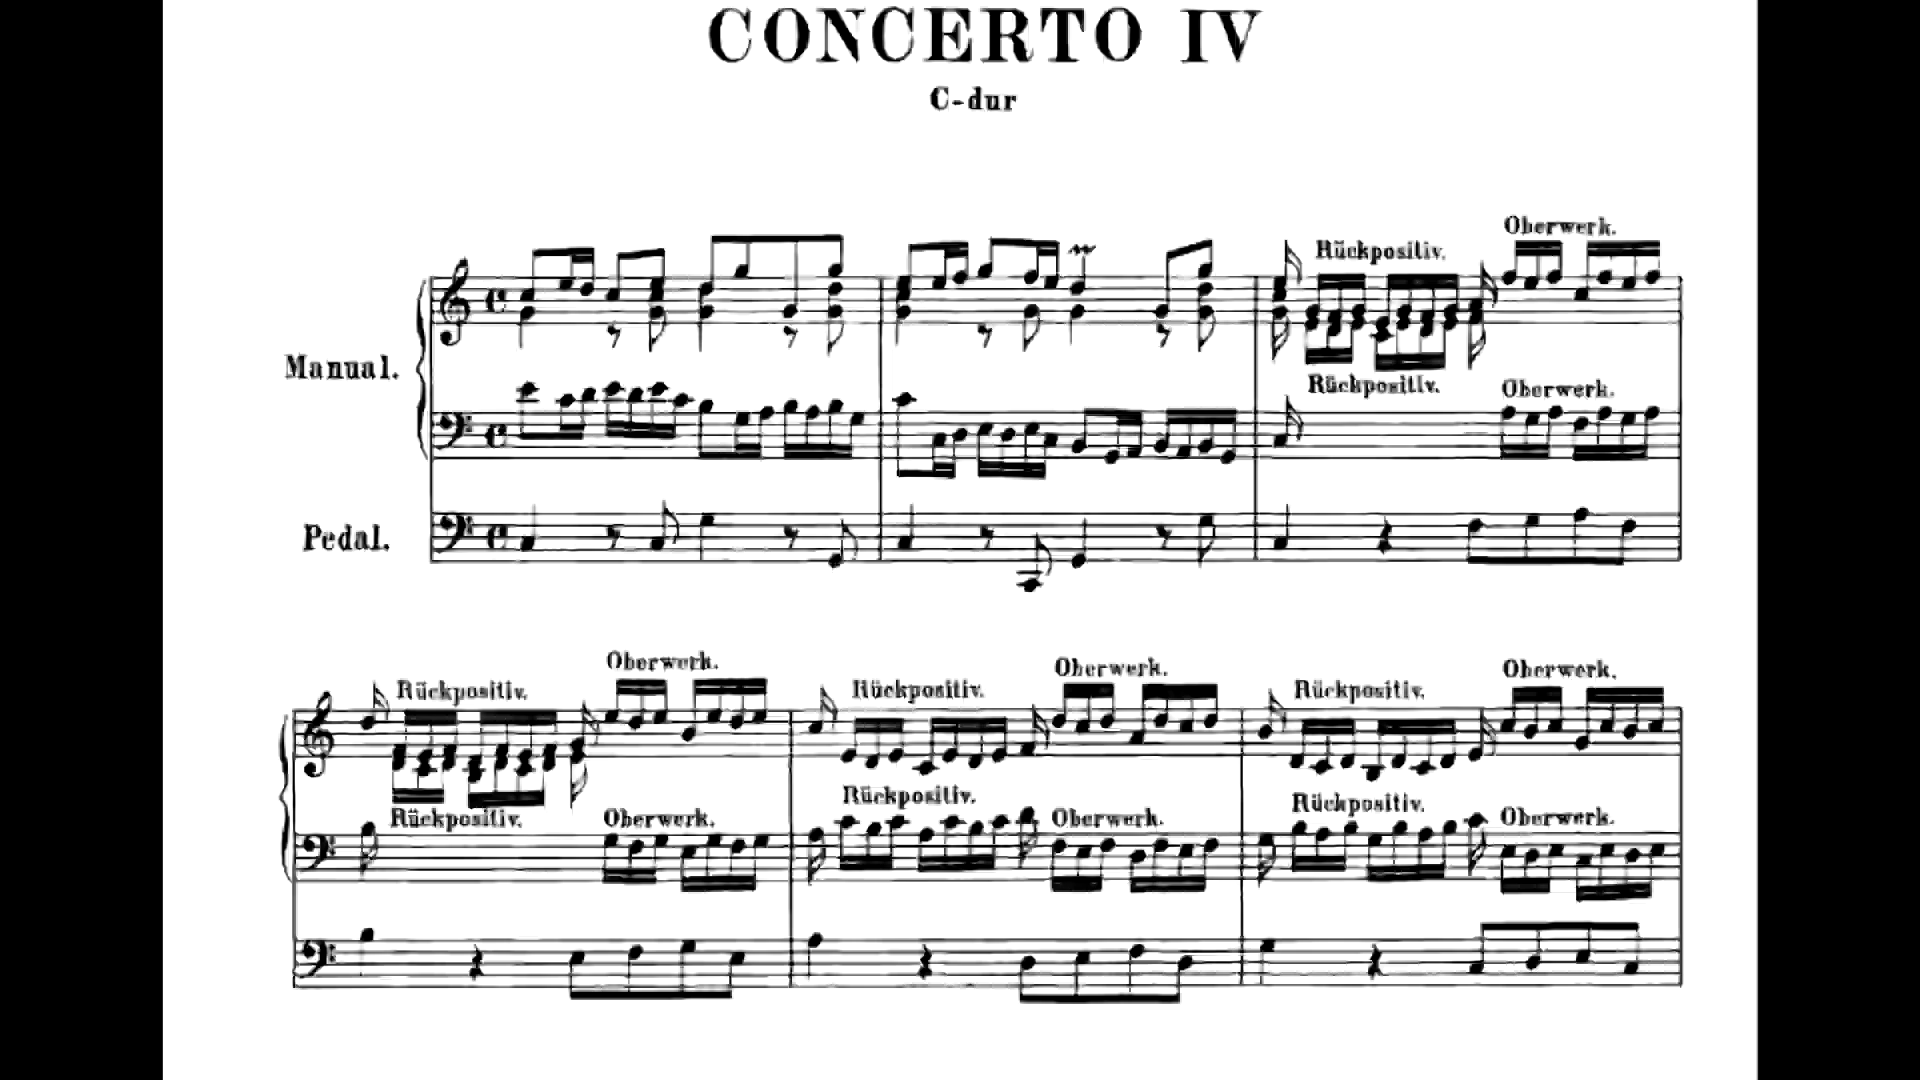 CONCERTO IV
C-dur
Oberwerk.
Rückpositiv.
Manual.
Rückpositiv.
Oberwerk.
Pedal.
Oberwerk.
Oberwerk.
Oberwerk.
Rückpositiv.
Rückpositiv.
Rückpositiv.
Rückpositiv.
Oberwerk.
Rückpositiv.
Oberwerk.
Rückpositiv.
Oberwerk.